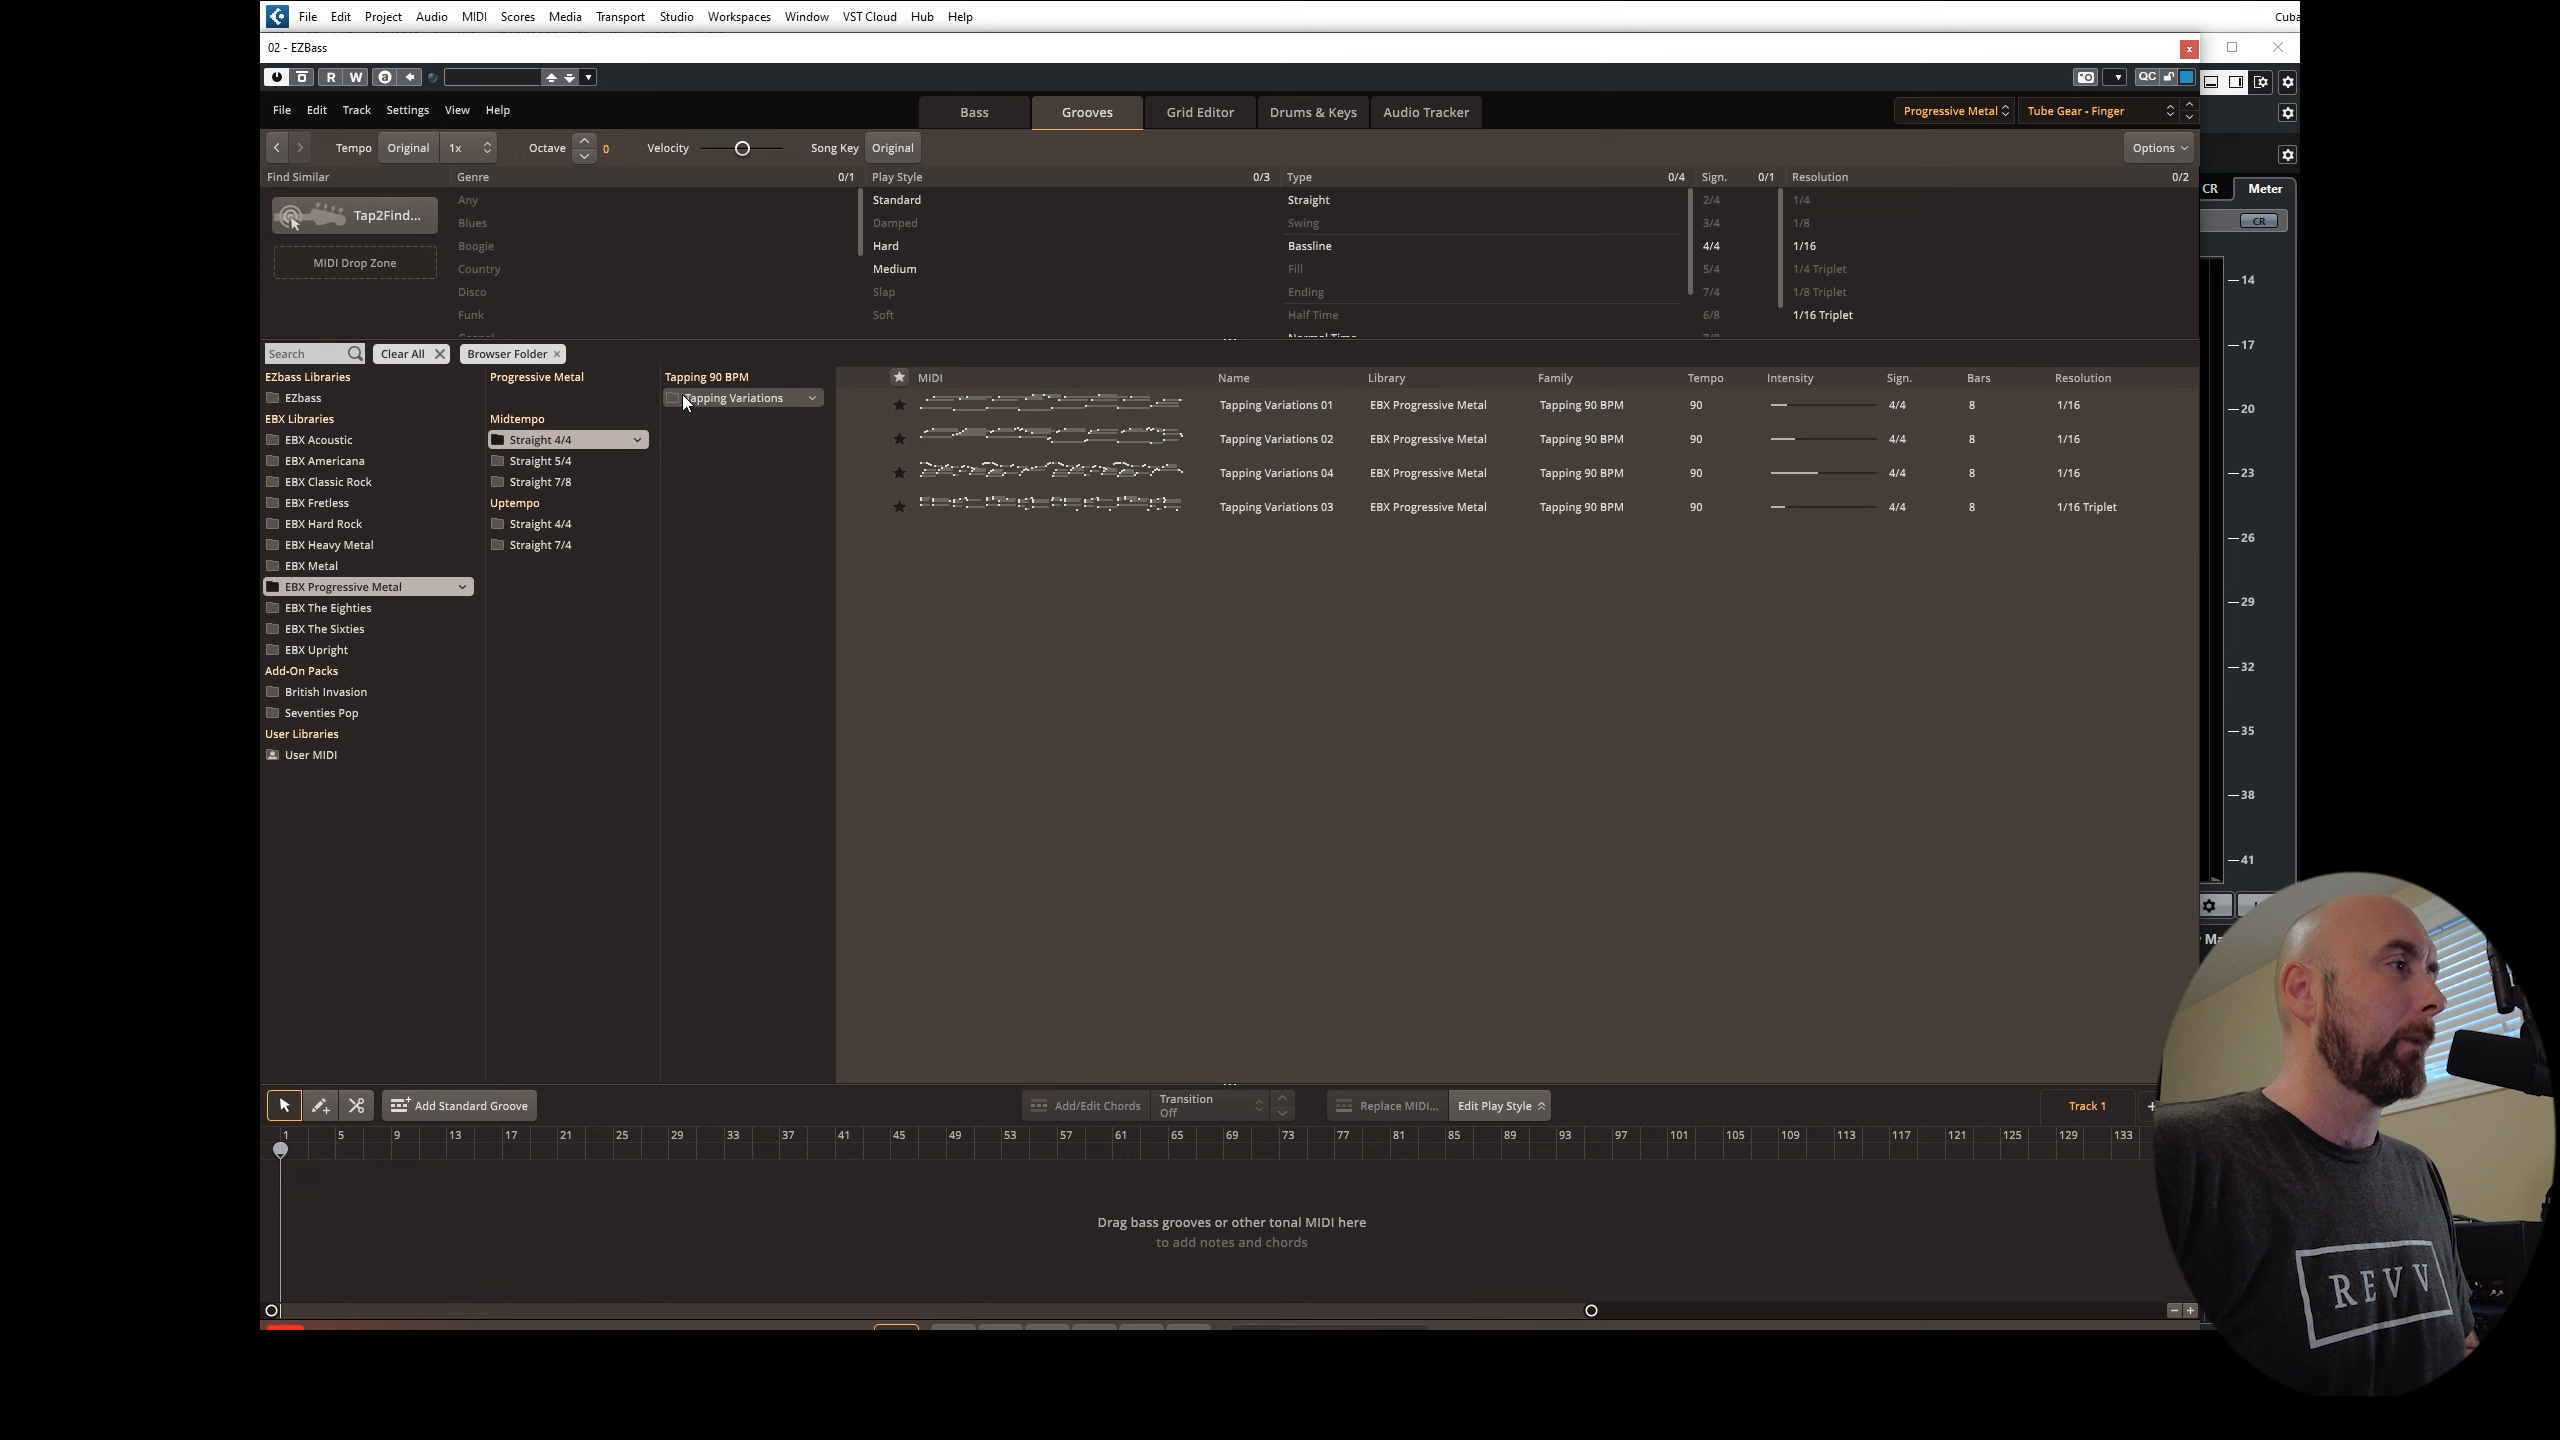 File Edit Project Audio MIDI Scores Media Transport Studio Workspaces Window VST Cloud Hub Help
02 - EZBass
R W a QC
File Edit Track Settings View Help
Bass Grooves Grid Editor Drums & Keys Audio Tracker
Progressive Metal Tube Gear - Finger
Tempo Original 1x Octave 0 Velocity Song Key Original Options
Find Similar Genre 0/1 Play Style 0/3 Type 0/4 Sign. 0/1 Resolution 0/2
CR Meter
CR
Tap2Find...
MIDI Drop Zone
Any
Blues
Boogie
Country
Disco
Funk
Standard
Damped
Hard
Medium
Slap
Soft
Straight
Swing
Bassline
Fill
Ending
Half Time
Normal Time
2/4
3/4
4/4
5/4
7/4
6/8
1/4
1/8
1/16
1/4 Triplet
1/8 Triplet
1/16 Triplet
Search Clear All Browser Folder
EZbass Libraries
EZbass
EBX Libraries
EBX Acoustic
EBX Americana
EBX Classic Rock
EBX Fretless
EBX Hard Rock
EBX Heavy Metal
EBX Metal
EBX Progressive Metal
EBX The Eighties
EBX The Sixties
EBX Upright
Add-On Packs
British Invasion
Seventies Pop
User Libraries
User MIDI
Progressive Metal
Midtempo
Straight 4/4
Straight 5/4
Straight 7/8
Uptempo
Straight 4/4
Straight 7/4
Tapping 90 BPM
Tapping Variations
MIDI Name Library Family Tempo Intensity Sign. Bars Resolution
Tapping Variations 01 EBX Progressive Metal Tapping 90 BPM 90 4/4 8 1/16
Tapping Variations 02 EBX Progressive Metal Tapping 90 BPM 90 4/4 8 1/16
Tapping Variations 04 EBX Progressive Metal Tapping 90 BPM 90 4/4 8 1/16
Tapping Variations 03 EBX Progressive Metal Tapping 90 BPM 90 4/4 8 1/16 Triplet
14
17
20
23
26
29
32
35
38
41
Add Standard Groove Add/Edit Chords Transition Replace MIDI... Edit Play Style Track 1
Off
1 5 9 13 17 21 25 29 33 37 41 45 49 53 57 61 65 69 73 77 81 85 89 93 97 101 105 109 113 117 121 125 129 133
Drag bass grooves or other tonal MIDI here
to add notes and chords
REVV